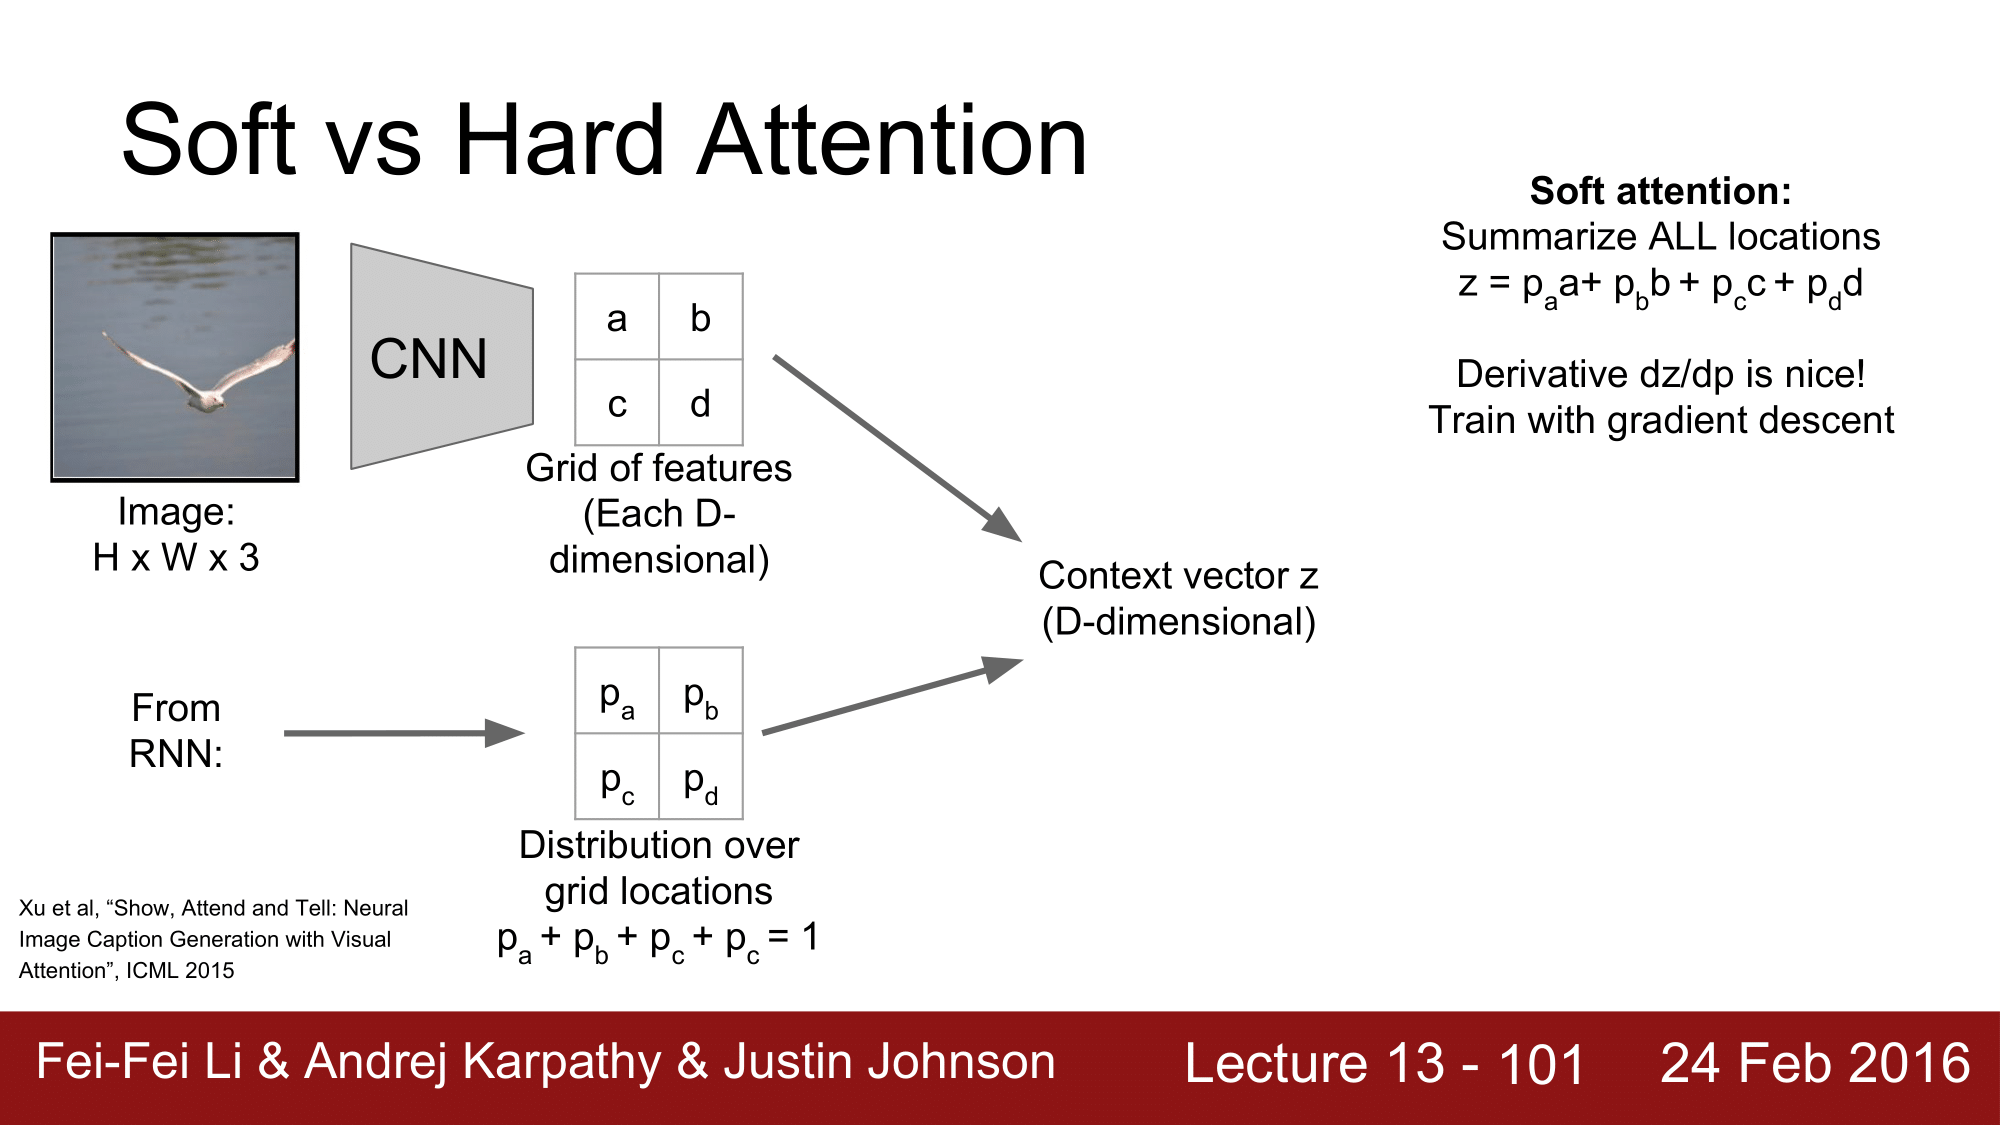 Soft vs Hard Attention
Soft attention:
Summarize ALL locations
z = pₐa+ p_b b + p_c c + p_d d
Derivative dz/dp is nice!
Train with gradient descent
CNN
a b
c d
Grid of features
(Each D-
dimensional)
Image:
H x W x 3
Context vector z
(D-dimensional)
From
RNN:
p_a p_b
p_c p_d
Distribution over
grid locations
p_a + p_b + p_c + p_c = 1
Xu et al, “Show, Attend and Tell: Neural
Image Caption Generation with Visual
Attention”, ICML 2015
Fei-Fei Li & Andrej Karpathy & Justin Johnson
Lecture 13 - 101
24 Feb 2016